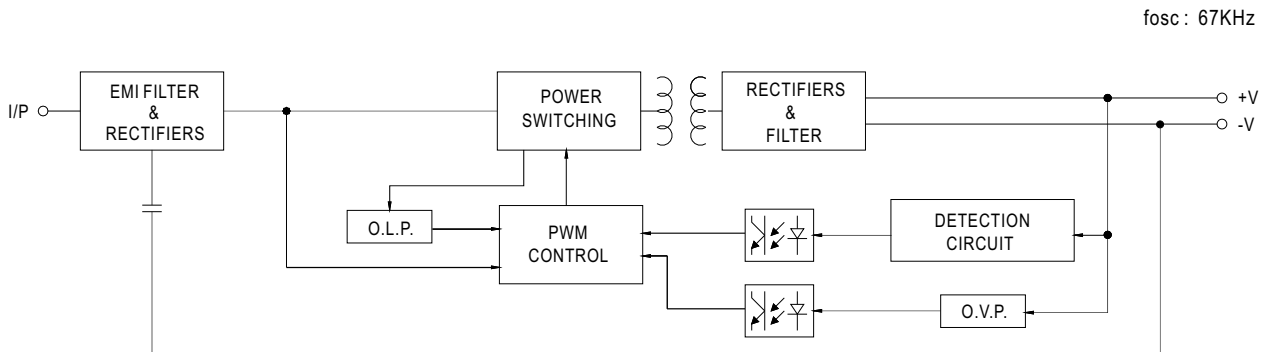 fosc : 67KHz
I/P
EMI FILTER
&
RECTIFIERS
POWER
SWITCHING
RECTIFIERS
&
FILTER
+V
-V
O.L.P.
PWM
CONTROL
DETECTION
CIRCUIT
O.V.P.